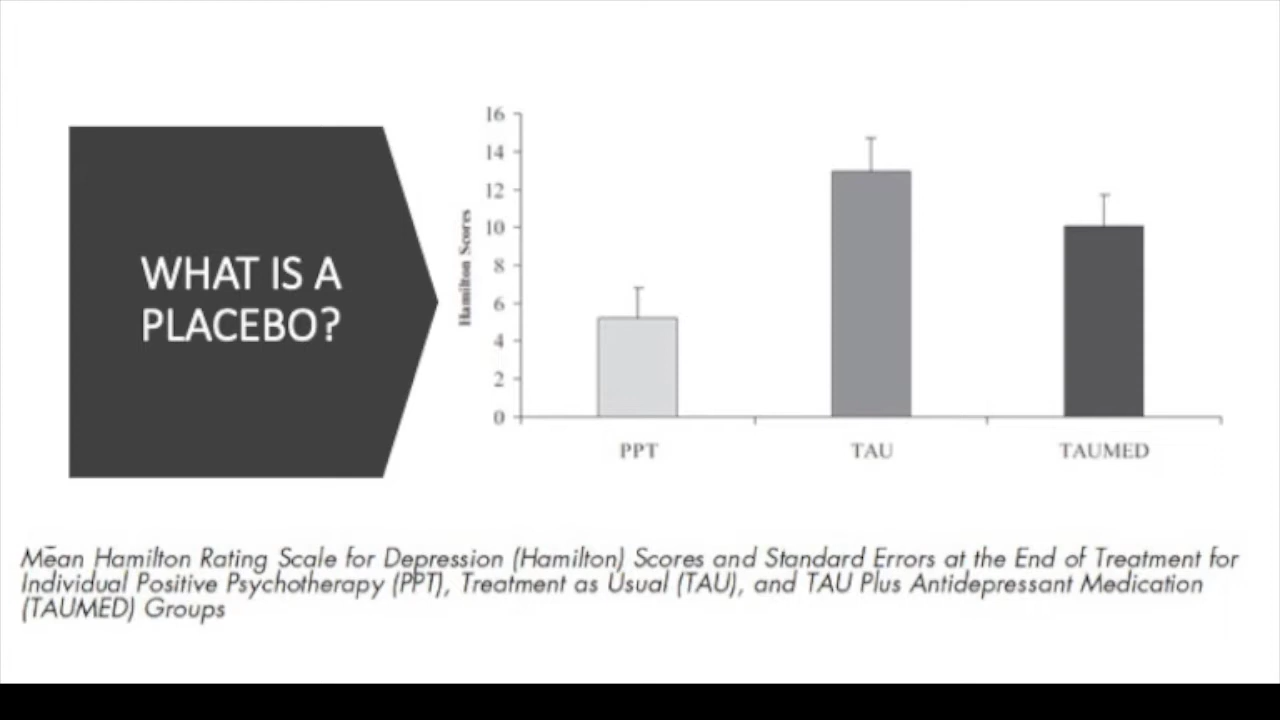 WHAT IS A
PLACEBO?
Hamilton Scores
16
14
12
10
8
6
4
2
0
PPT TAU TAUMED
Mean Hamilton Rating Scale for Depression (Hamilton) Scores and Standard Errors at the End of Treatment for
Individual Positive Psychotherapy (PPT), Treatment as Usual (TAU), and TAU Plus Antidepressant Medication
(TAUMED) Groups